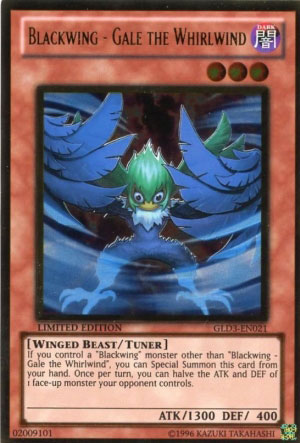 BLACKWING - GALE THE WHIRLWIND
DARK
闇
LIMITED EDITION GLD3-EN021
[WINGED BEAST/TUNER]
If you control a "Blackwing" monster other than "Blackwing -
Gale the Whirlwind", you can Special Summon this card from
your hand. Once per turn, you can halve the ATK and DEF of
1 face-up monster your opponent controls.
ATK/1300 DEF/ 400
02009101 ©1996 KAZUKI TAKAHASHI